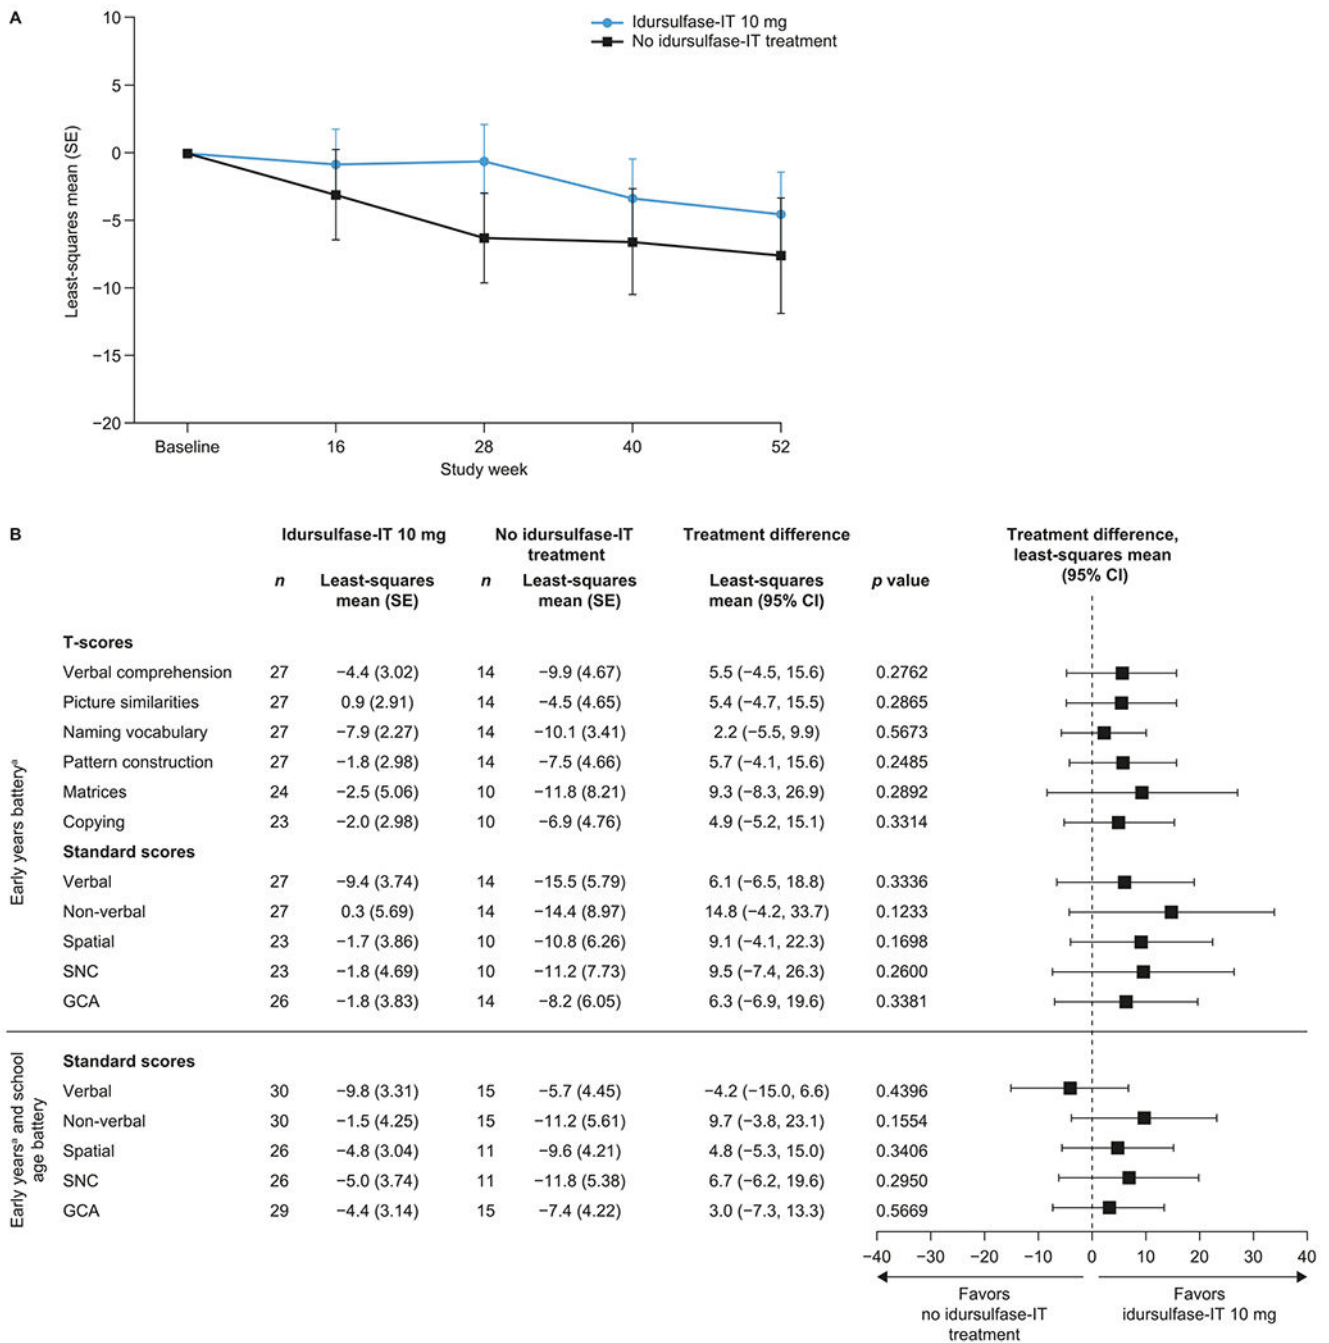 A
Idursulfase-IT 10 mg
No idursulfase-IT treatment
10
5
0
−5
−10
−15
−20
Least-squares mean (SE)
Baseline 16 28 40 52
Study week
B
Idursulfase-IT 10 mg No idursulfase-IT Treatment difference Treatment difference,
treatment least-squares mean
(95% CI)
n Least-squares n Least-squares Least-squares p value
mean (SE) mean (SE) mean (95% CI)
Early years batteryª
T-scores
Verbal comprehension 27 −4.4 (3.02) 14 −9.9 (4.67) 5.5 (−4.5, 15.6) 0.2762
Picture similarities 27 0.9 (2.91) 14 −4.5 (4.65) 5.4 (−4.7, 15.5) 0.2865
Naming vocabulary 27 −7.9 (2.27) 14 −10.1 (3.41) 2.2 (−5.5, 9.9) 0.5673
Pattern construction 27 −1.8 (2.98) 14 −7.5 (4.66) 5.7 (−4.1, 15.6) 0.2485
Matrices 24 −2.5 (5.06) 10 −11.8 (8.21) 9.3 (−8.3, 26.9) 0.2892
Copying 23 −2.0 (2.98) 10 −6.9 (4.76) 4.9 (−5.2, 15.1) 0.3314
Standard scores
Verbal 27 −9.4 (3.74) 14 −15.5 (5.79) 6.1 (−6.5, 18.8) 0.3336
Non-verbal 27 0.3 (5.69) 14 −14.4 (8.97) 14.8 (−4.2, 33.7) 0.1233
Spatial 23 −1.7 (3.86) 10 −10.8 (6.26) 9.1 (−4.1, 22.3) 0.1698
SNC 23 −1.8 (4.69) 10 −11.2 (7.73) 9.5 (−7.4, 26.3) 0.2600
GCA 26 −1.8 (3.83) 14 −8.2 (6.05) 6.3 (−6.9, 19.6) 0.3381
Early yearsª and school
age battery
Standard scores
Verbal 30 −9.8 (3.31) 15 −5.7 (4.45) −4.2 (−15.0, 6.6) 0.4396
Non-verbal 30 −1.5 (4.25) 15 −11.2 (5.61) 9.7 (−3.8, 23.1) 0.1554
Spatial 26 −4.8 (3.04) 11 −9.6 (4.21) 4.8 (−5.3, 15.0) 0.3406
SNC 26 −5.0 (3.74) 11 −11.8 (5.38) 6.7 (−6.2, 19.6) 0.2950
GCA 29 −4.4 (3.14) 15 −7.4 (4.22) 3.0 (−7.3, 13.3) 0.5669
−40 −30 −20 −10 0 10 20 30 40
Favors Favors
no idursulfase-IT idursulfase-IT 10 mg
treatment